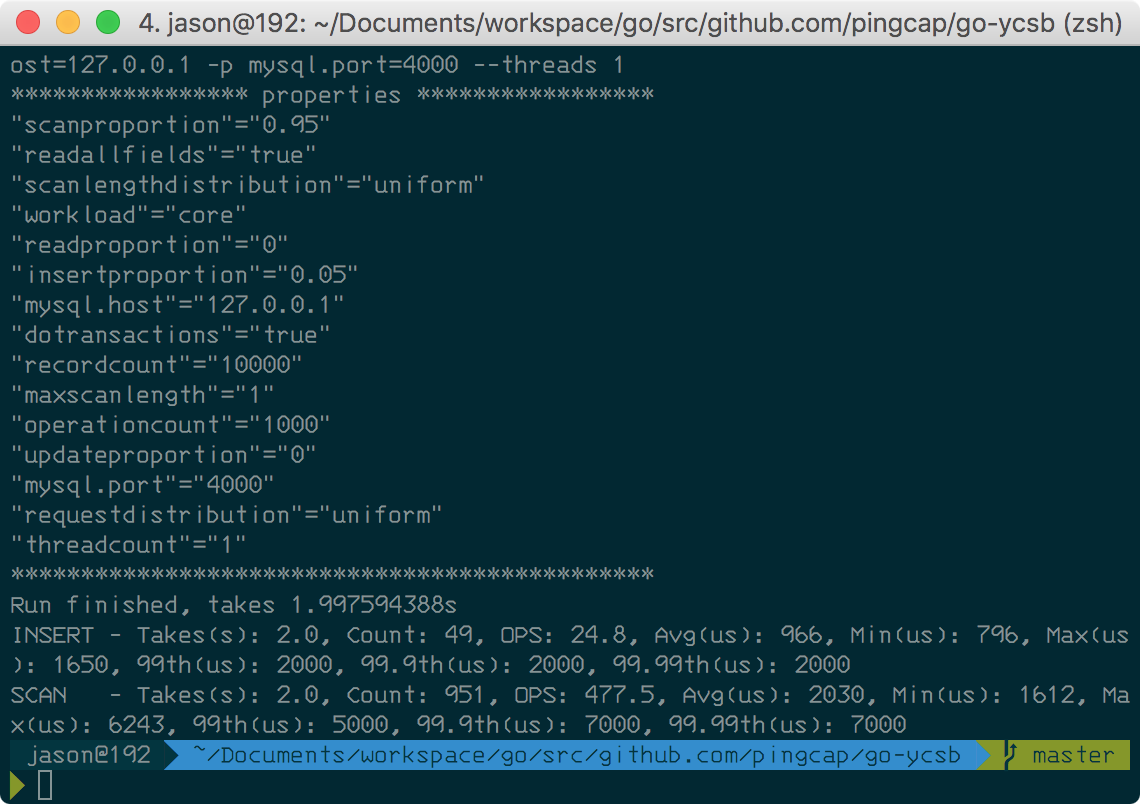 4. jason@192: ~/Documents/workspace/go/src/github.com/pingcap/go-ycsb (zsh)
ost=127.0.0.1 -p mysql.port=4000 --threads 1
***************** properties *****************
"scanproportion"="0.95"
"readallfields"="true"
"scanlengthdistribution"="uniform"
"workload"="core"
"readproportion"="0"
"insertproportion"="0.05"
"mysql.host"="127.0.0.1"
"dotransactions"="true"
"recordcount"="10000"
"maxscanlength"="1"
"operationcount"="1000"
"updateproportion"="0"
"mysql.port"="4000"
"requestdistribution"="uniform"
"threadcount"="1"
**********************************************
Run finished, takes 1.997594388s
INSERT - Takes(s): 2.0, Count: 49, OPS: 24.8, Avg(us): 966, Min(us): 796, Max(us
): 1650, 99th(us): 2000, 99.9th(us): 2000, 99.99th(us): 2000
SCAN   - Takes(s): 2.0, Count: 951, OPS: 477.5, Avg(us): 2030, Min(us): 1612, Ma
x(us): 6243, 99th(us): 5000, 99.9th(us): 7000, 99.99th(us): 7000
jason@192 ~/Documents/workspace/go/src/github.com/pingcap/go-ycsb master